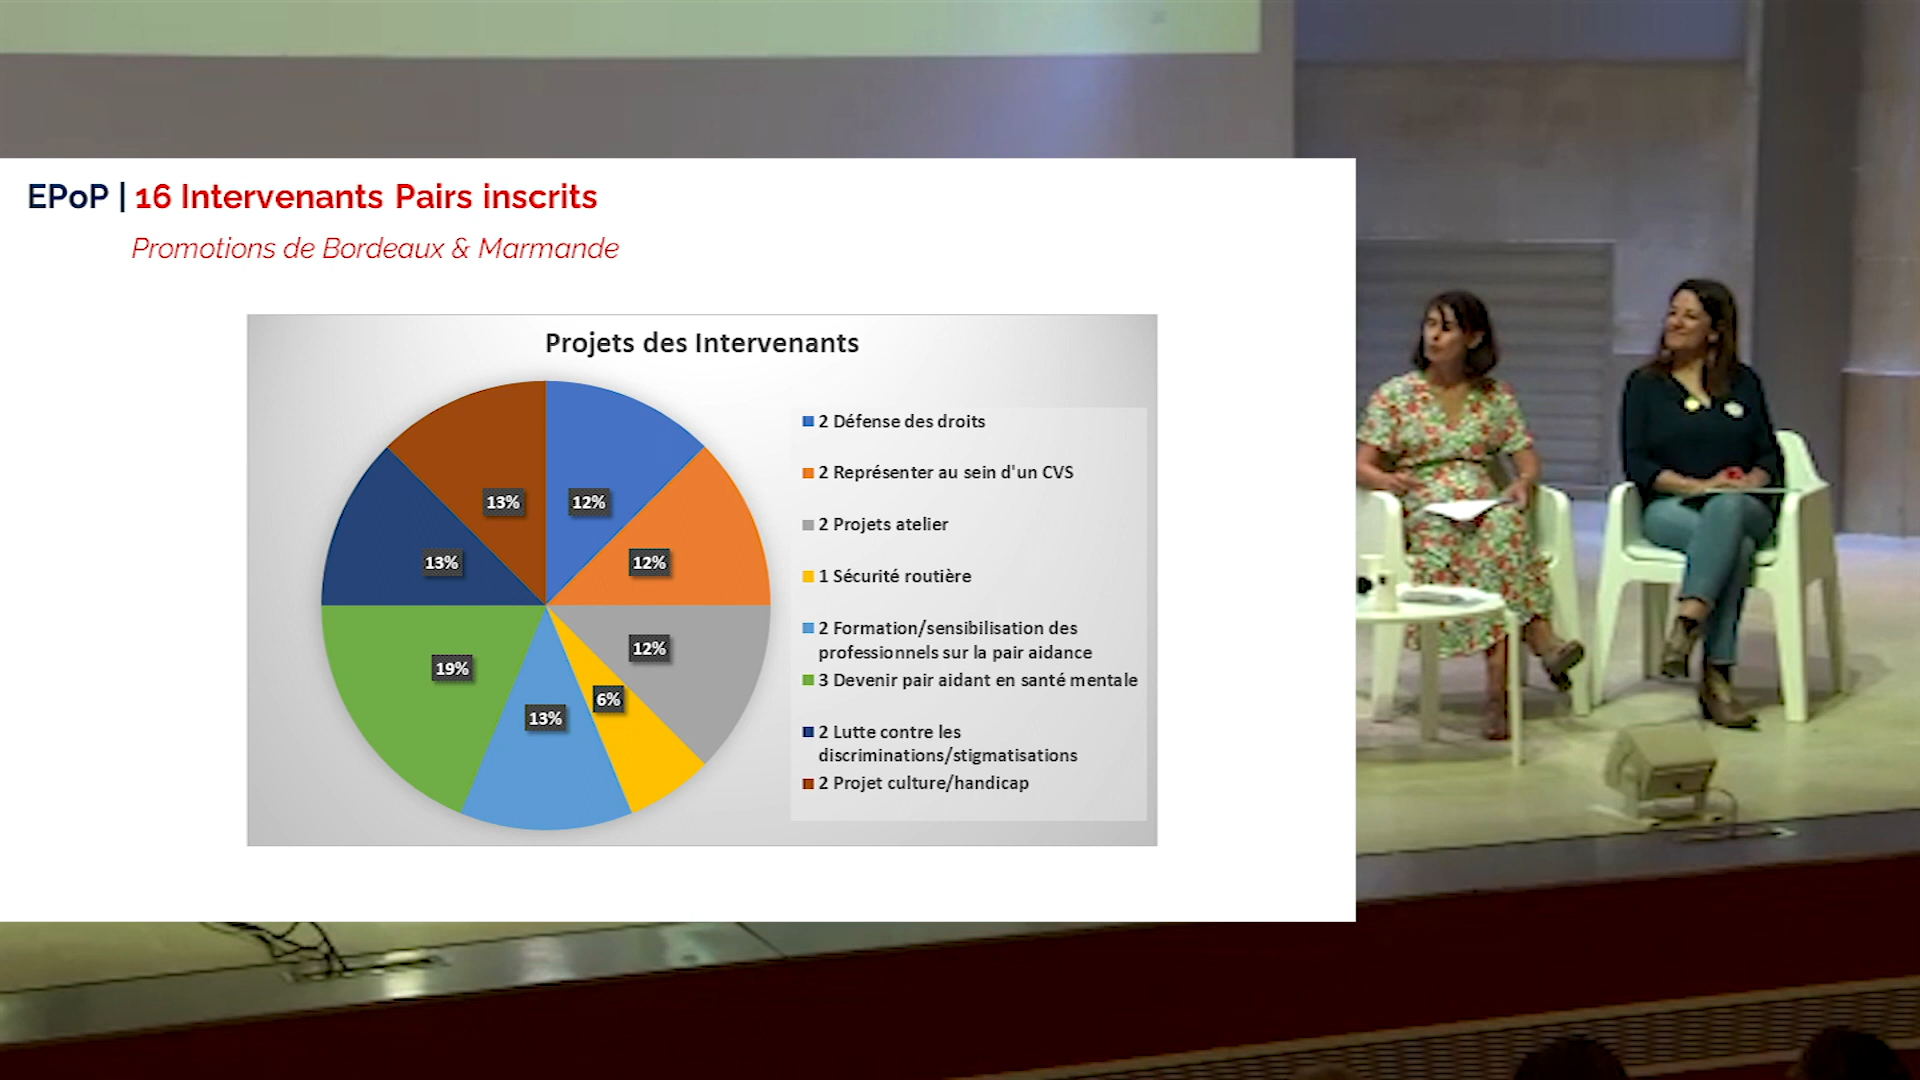 EPoP | 16 Intervenants Pairs inscrits
Promotions de Bordeaux & Marmande
Projets des Intervenants
13%
12%
13%
12%
12%
19%
6%
13%
2 Défense des droits
2 Représenter au sein d'un CVS
2 Projets atelier
1 Sécurité routière
2 Formation/sensibilisation des
professionnels sur la pair aidance
3 Devenir pair aidant en santé mentale
2 Lutte contre les
discriminations/stigmatisations
2 Projet culture/handicap